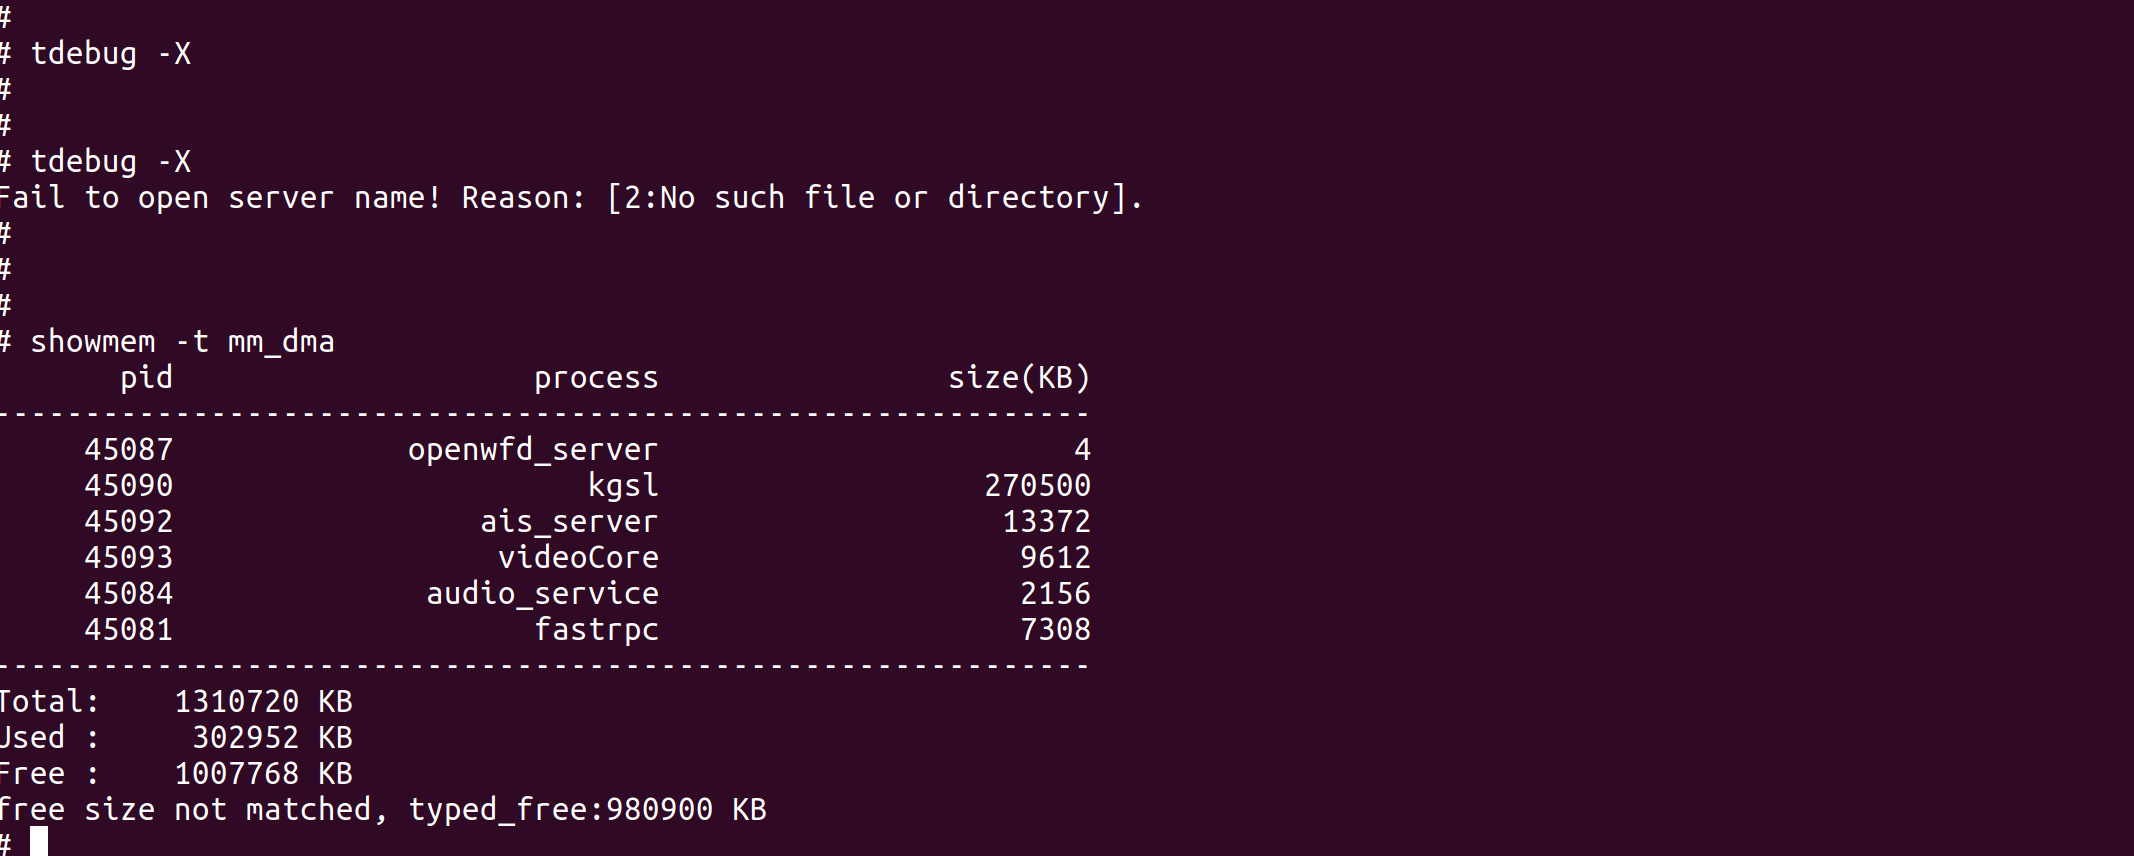 #
# tdebug -X
#
#
# tdebug -X
Fail to open server name! Reason: [2:No such file or directory].
#
#
#
# showmem -t mm_dma
pid process size(KB)
-------------------------------------------------------------
45087 openwfd_server 4
45090 kgsl 270500
45092 ais_server 13372
45093 videoCore 9612
45084 audio_service 2156
45081 fastrpc 7308
-------------------------------------------------------------
Total: 1310720 KB
Used : 302952 KB
Free : 1007768 KB
free size not matched, typed_free:980900 KB
#